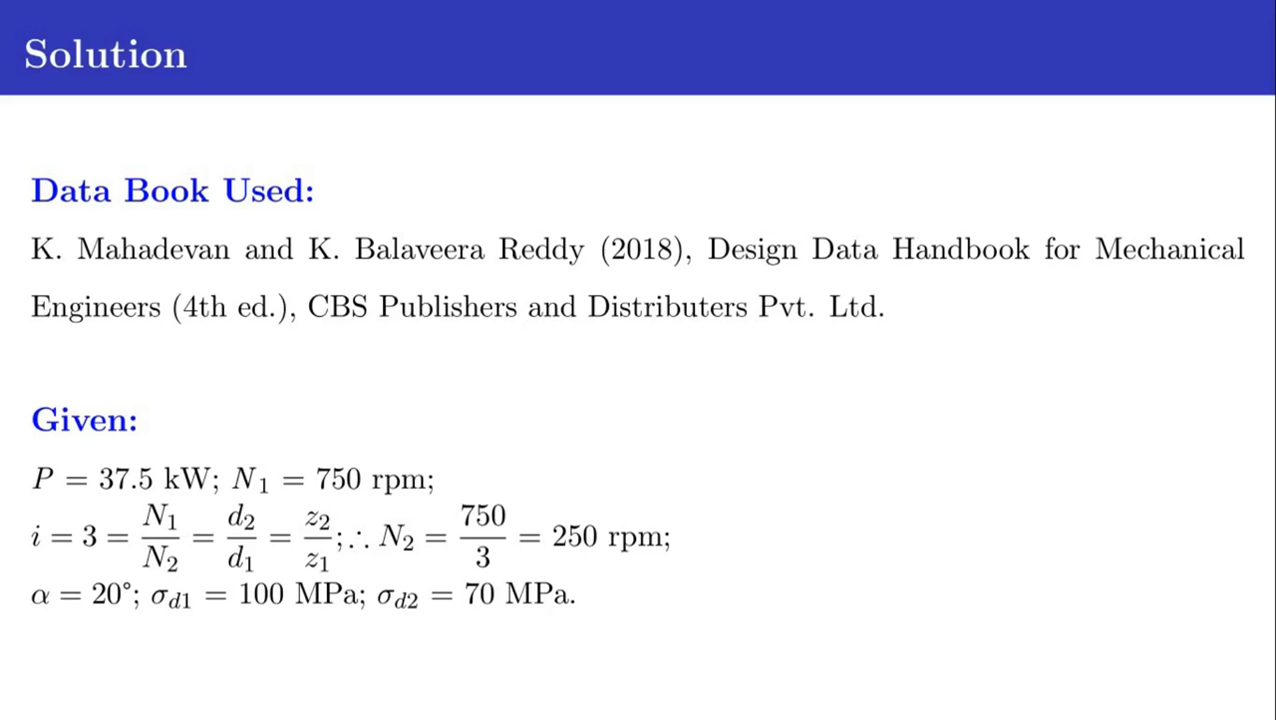 Solution
Data Book Used:
K. Mahadevan and K. Balaveera Reddy (2018), Design Data Handbook for Mechanical
Engineers (4th ed.), CBS Publishers and Distributers Pvt. Ltd.
Given:
P = 37.5 kW; N₁ = 750 rpm;
i = 3 = N₁/N₂ = d₂/d₁ = z₂/z₁; ∴ N₂ = 750/3 = 250 rpm;
α = 20°; σ_d1 = 100 MPa; σ_d2 = 70 MPa.